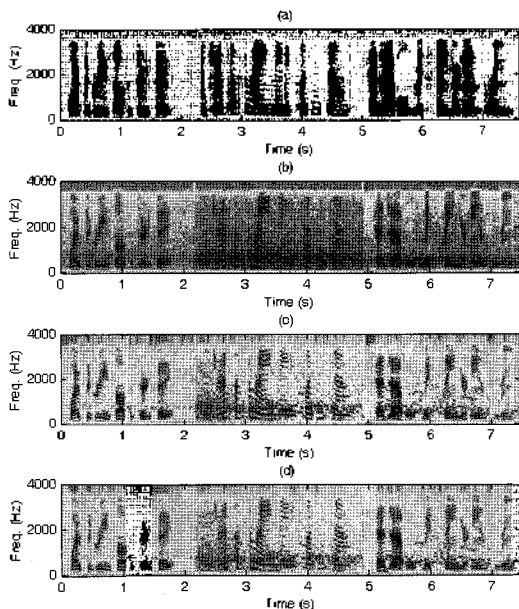 (a)
4000
2000
0
Freq. (Hz)
0 1 2 3 4 5 6 7
Time (s)
(b)
4000
2000
0
Freq. (Hz)
0 1 2 3 4 5 6 7
Time (s)
(c)
4000
2000
0
Freq. (Hz)
0 1 2 3 4 5 6 7
Time (s)
(d)
4000
2000
0
Freq. (Hz)
0 1 2 3 4 5 6 7
Time (s)